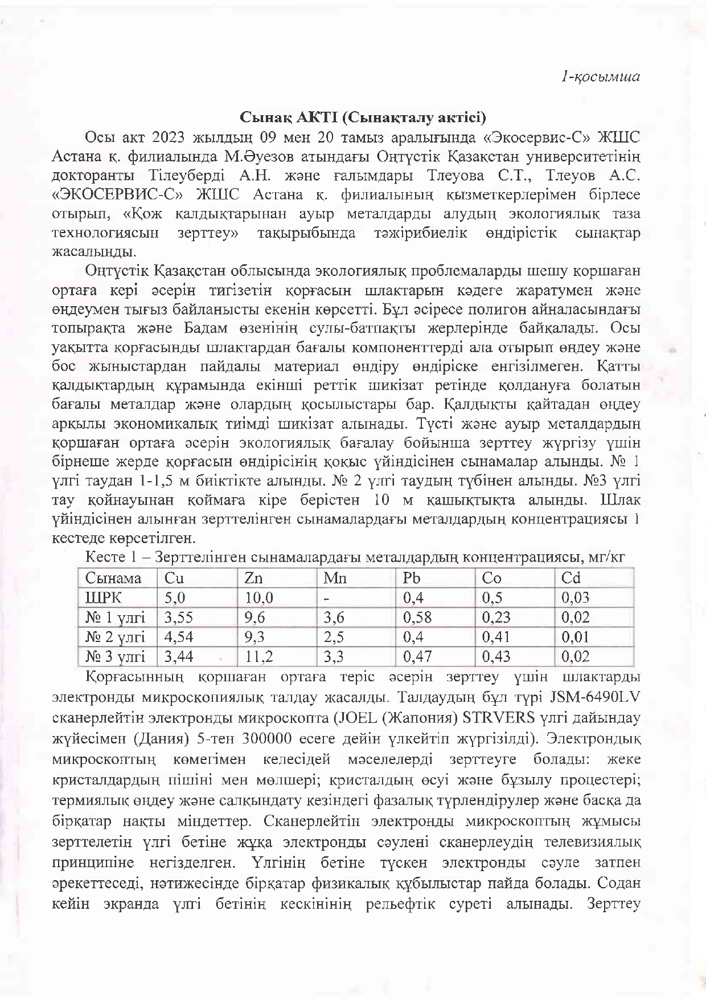 1-қосымша
Сынақ АКТІ (Сынақталу актісі)
Осы акт 2023 жылдың 09 мен 20 тамыз аралығында «Экосервис-С» ЖШС
Астана қ. филиалында М.Әуезов атындағы Оңтүстік Қазақстан университетінің
докторанты Тілеуберді А.Н. және ғалымдары Тлеуова С.Т., Тлеуов А.С.
«ЭКОСЕРВИС-С» ЖШС Астана қ. филиалының қызметкерлерімен бірлесе
отырып, «Қож қалдықтарынан ауыр металдарды алудың экологиялық таза
технологиясын зерттеу» тақырыбында тәжірибиелік өндірістік сынақтар
жасалынды.
Оңтүстік Қазақстан облысында экологиялық проблемаларды шешу қоршаған
ортаға кері әсерін тигізетін қорғасын шлактарын кәдеге жаратумен және
өңдеумен тығыз байланысты екенін көрсетті. Бұл әсіресе полигон айналасындағы
топырақта және Бадам өзенінің сулы-батпақты жерлерінде байқалады. Осы
уақытта қорғасынды шлактардан бағалы компоненттерді ала отырып өңдеу және
бос жыныстардан пайдалы материал өндіру өндіріске енгізілмеген. Қатты
қалдықтардың құрамында екінші реттік шикізат ретінде қолдануға болатын
бағалы металдар және олардың қосылыстары бар. Қалдықты қайтадан өңдеу
арқылы экономикалық тиімді шикізат алынады. Түсті және ауыр металдардың
қоршаған ортаға әсерін экологиялық бағалау бойынша зерттеу жүргізу үшін
бірнеше жерде қорғасын өндірісінің қоқыс үйіндісінен сынамалар алынды. № 1
үлгі таудан 1-1,5 м биіктікте алынды. № 2 үлгі таудың түбінен алынды. №3 үлгі
тау қойнауынан қоймаға кіре берістен 10 м қашықтықта алынды. Шлак
үйіндісінен алынған зерттелінген сынамалардағы металдардың концентрациясы 1
кестеде көрсетілген.
Кесте 1 – Зерттелінген сынамалардағы металдардың концентрациясы, мг/кг
Сынама Cu Zn Mn Pb Co Cd
ШРК 5,0 10,0 - 0,4 0,5 0,03
№ 1 үлгі 3,55 9,6 3,6 0,58 0,23 0,02
№ 2 үлгі 4,54 9,3 2,5 0,4 0,41 0,01
№ 3 үлгі 3,44 11,2 3,3 0,47 0,43 0,02
Қорғасынның қоршаған ортаға теріс әсерін зерттеу үшін шлактарды
электронды микроскопиялық талдау жасалды. Талдаудың бұл түрі JSM-6490LV
сканерлейтін электронды микроскопта (JOEL (Жапония) STRVERS үлгі дайындау
жүйесімен (Дания) 5-тен 300000 есеге дейін үлкейтіп жүргізілді). Электрондық
микроскоптың көмегімен келесідей мәселелерді зерттеуге болады: жеке
кристалдардың пішіні мен мөлшері; кристалдың өсуі және бұзылу процестері;
термиялық өңдеу және салқындату кезіндегі фазалық түрлендірулер және басқа да
бірқатар нақты міндеттер. Сканерлейтін электронды микроскоптың жұмысы
зерттелетін үлгі бетіне жұқа электронды сәулені сканерлеудің телевизиялық
принципіне негізделген. Үлгінің бетіне түскен электронды сәуле затпен
әрекеттеседі, нәтижесінде бірқатар физикалық құбылыстар пайда болады. Содан
кейін экранда үлгі бетінің кескінінің рельефтік суреті алынады. Зерттеу